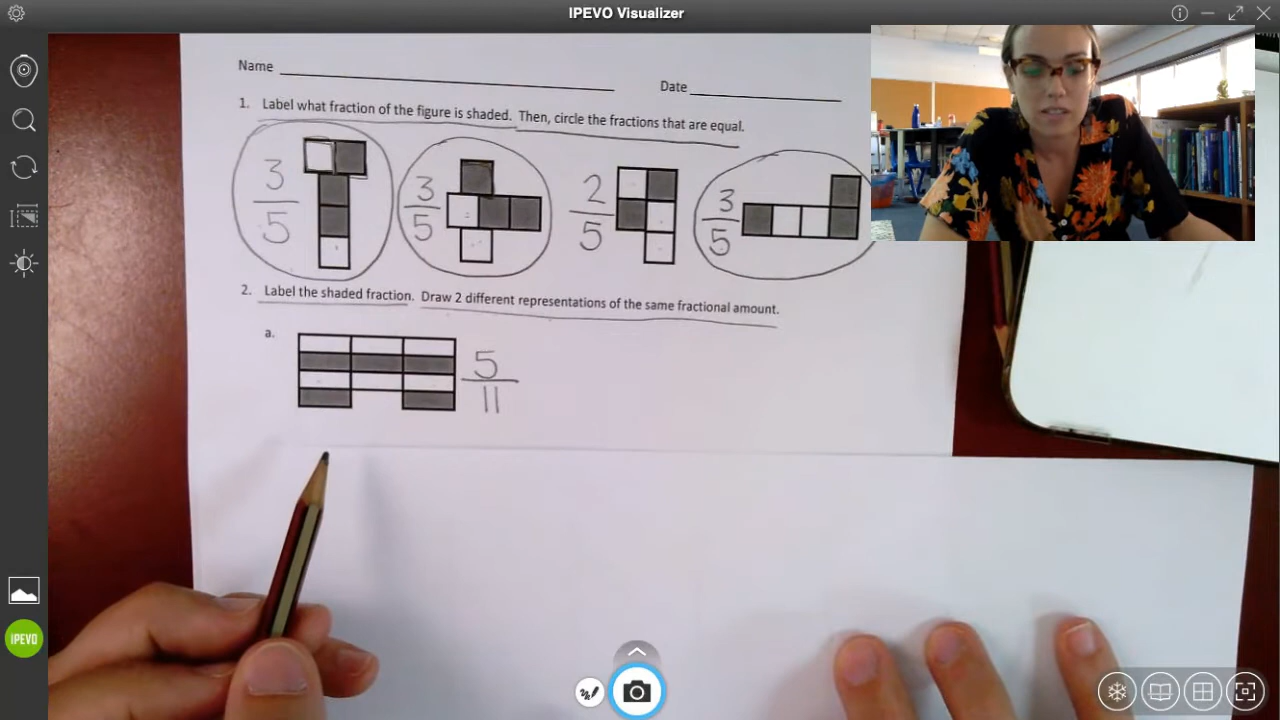 IPEVO Visualizer
Name Date
1. Label what fraction of the figure is shaded. Then, circle the fractions that are equal.
3/5 3/5 2/5 3/5
2. Label the shaded fraction. Draw 2 different representations of the same fractional amount.
a.
5/11
IPEVO